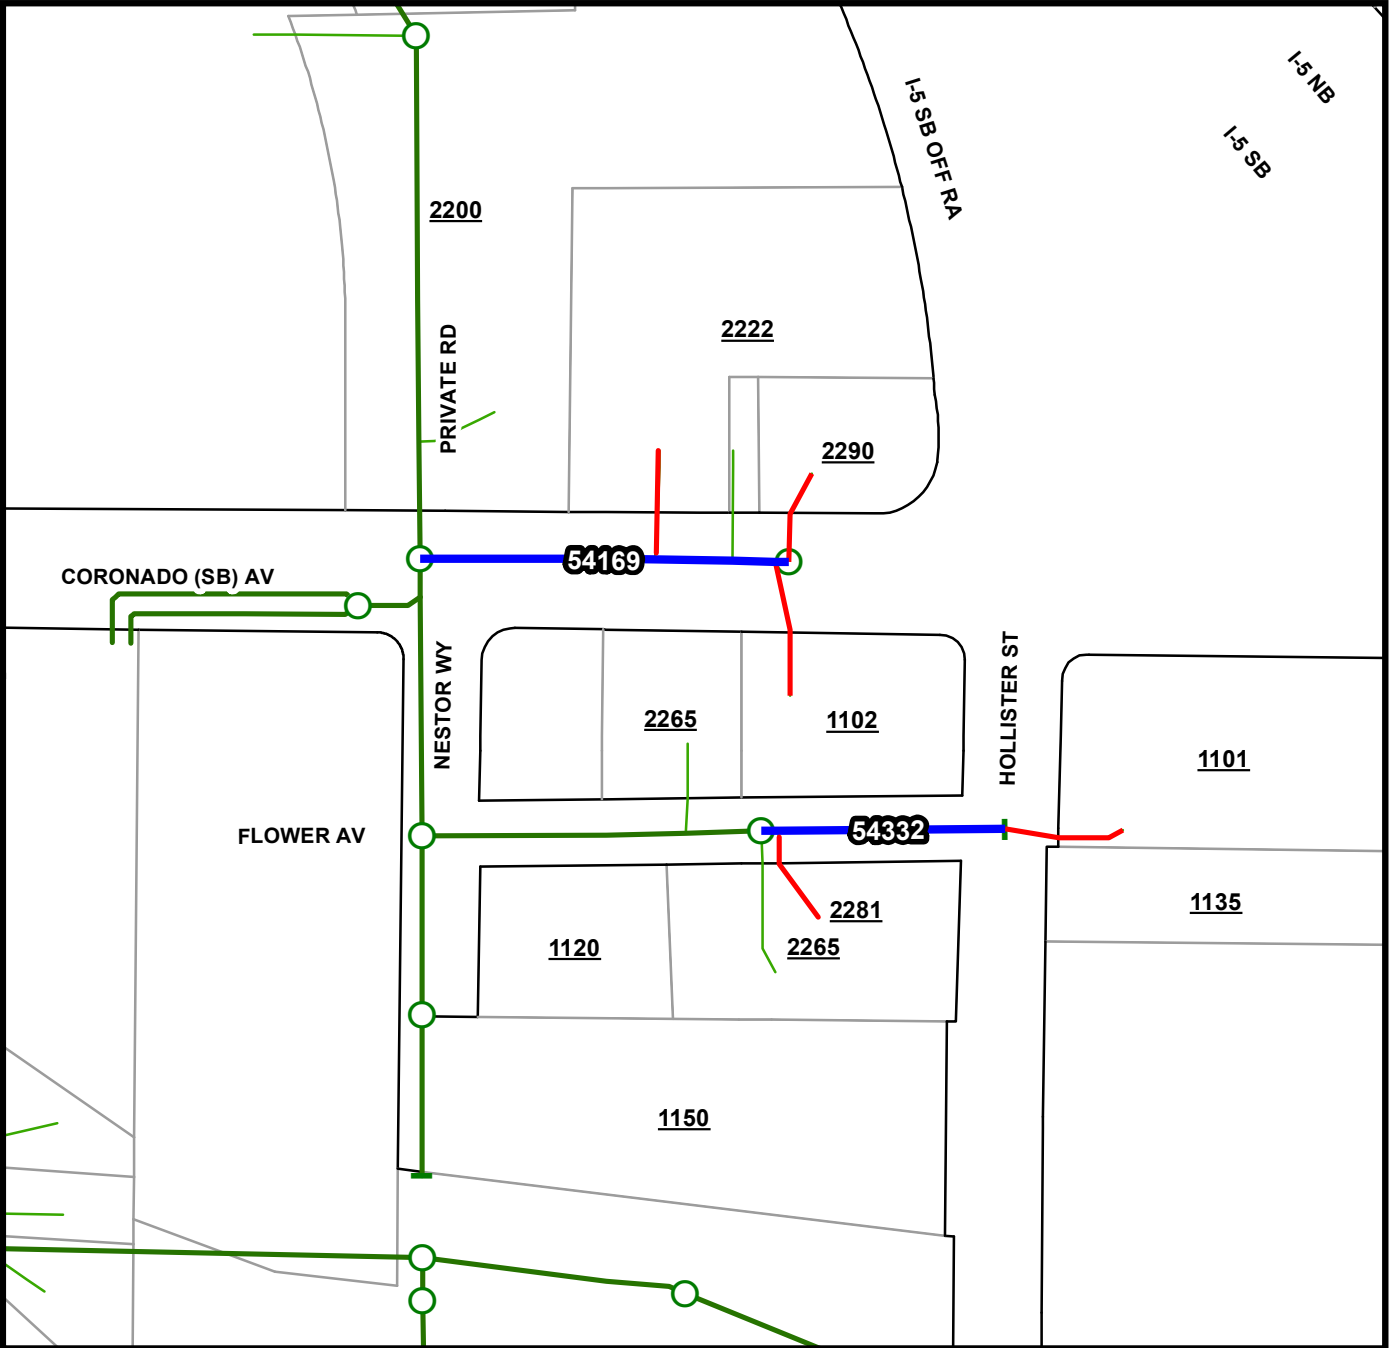 I-5 NB
I-5 SB
I-5 SB OFF RA
2200
2222
PRIVATE RD
2290
54169
CORONADO (SB) AV
NESTOR WY
HOLLISTER ST
2265
1102
1101
FLOWER AV
54332
1135
2281
1120
2265
1150